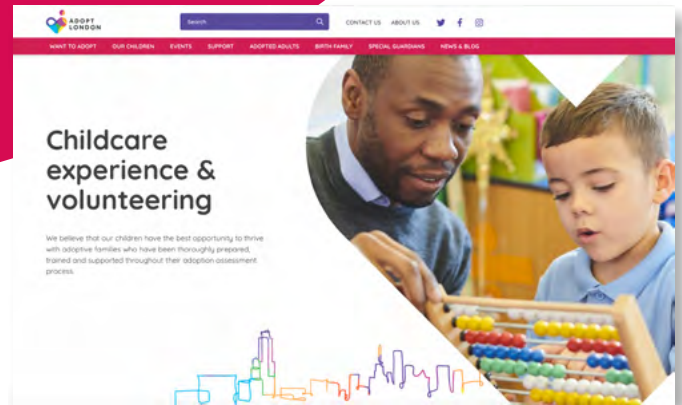 ADOPT
LONDON
Search
CONTACT US ABOUT US
WANT TO ADOPT OUR CHILDREN EVENTS SUPPORT ADOPTED ADULTS BIRTH FAMILY SPECIAL GUARDIANS NEWS & BLOG
Childcare
experience &
volunteering
We believe that our children have the best opportunity to thrive
with adoptive families who have been thoroughly prepared,
trained and supported throughout their adoption assessment
process.